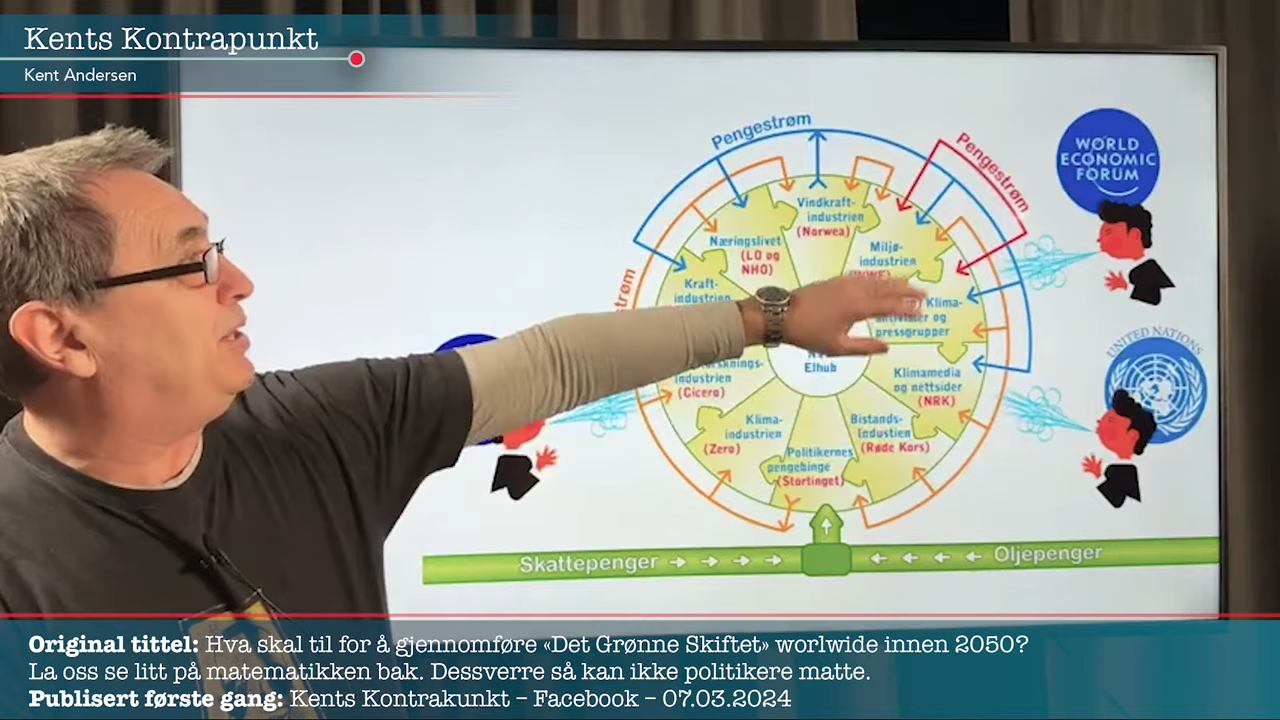 Kents Kontrapunkt
Kent Andersen
Pengestrøm
Pengestrøm
WORLD
ECONOMIC
FORUM
Vindkraft-
industrien
(Norwea)
Næringslivet
(LO og
NHO)
Miljø-
industrien
Kraft-
industrien
Klima-
og
pressgrupper
UNITED NATIONS
Elhub
industrien
(Cicero)
Klimamedia
og nettsider
(NRK)
Klima-
industrien
(Zero)
Bistands-
Industien
(Røde Kors)
Politikernes
pengebinge
(Stortinget)
Skattepenger
Oljepenger
Original tittel: Hva skal til for å gjennomføre «Det Grønne Skiftet» worlwide innen 2050?
La oss se litt på matematikken bak. Dessverre så kan ikke politikere matte.
Publisert første gang: Kents Kontrakunkt – Facebook – 07.03.2024